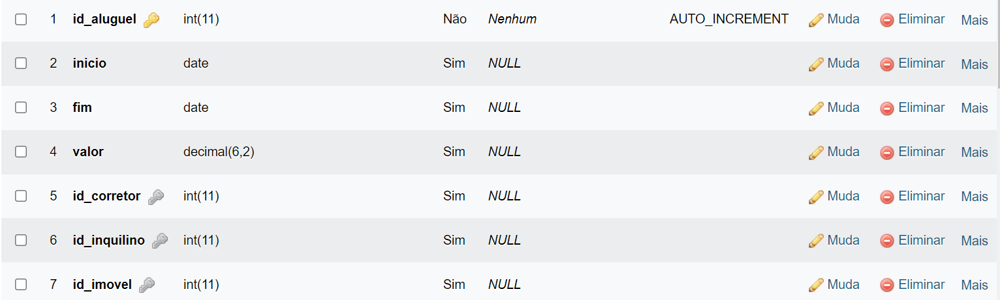 1 id_aluguel int(11) Não Nenhum AUTO_INCREMENT Muda Eliminar Mais
2 inicio date Sim NULL Muda Eliminar Mais
3 fim date Sim NULL Muda Eliminar Mais
4 valor decimal(6,2) Sim NULL Muda Eliminar Mais
5 id_corretor int(11) Sim NULL Muda Eliminar Mais
6 id_inquilino int(11) Sim NULL Muda Eliminar Mais
7 id_imovel int(11) Sim NULL Muda Eliminar Mais